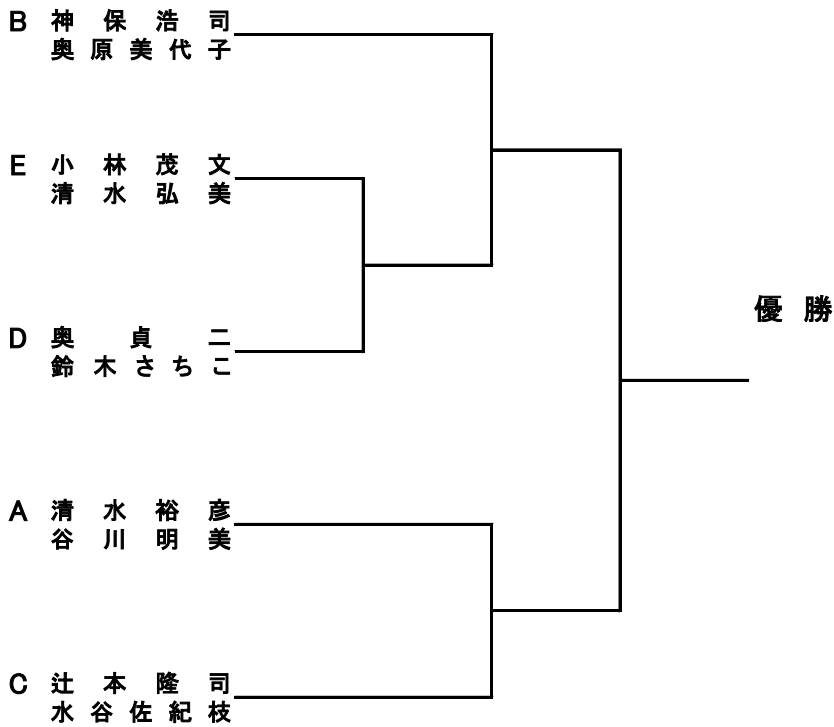 B 神保浩司
奥原美代子
E 小林茂文
清水弘美
優勝
D 奥貞二
鈴木さちこ
A 清水裕彦
谷川明美
C 辻本隆司
水谷佐紀枝